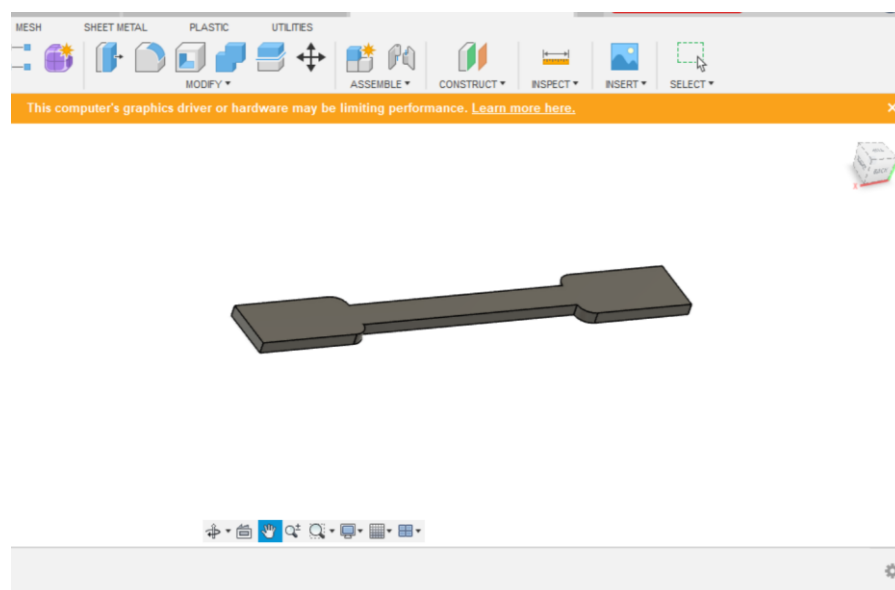 MESH SHEET METAL PLASTIC UTILITIES
MODIFY ▾ ASSEMBLE ▾ CONSTRUCT ▾ INSPECT ▾ INSERT ▾ SELECT ▾
This computer's graphics driver or hardware may be limiting performance. Learn more here.